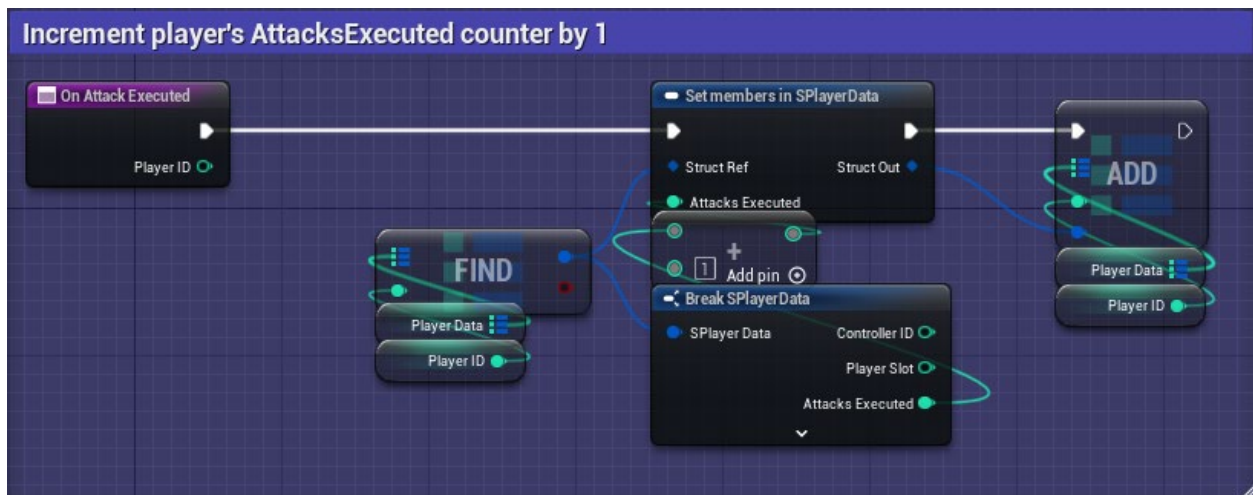 Increment player's AttacksExecuted counter by 1
On Attack Executed
Player ID
Set members in SPlayerData
Struct Ref
Struct Out
Attacks Executed
ADD
Player Data
Player ID
FIND
Player Data
Player ID
+
1
Add pin
Break SPlayerData
SPlayer Data
Controller ID
Player Slot
Attacks Executed